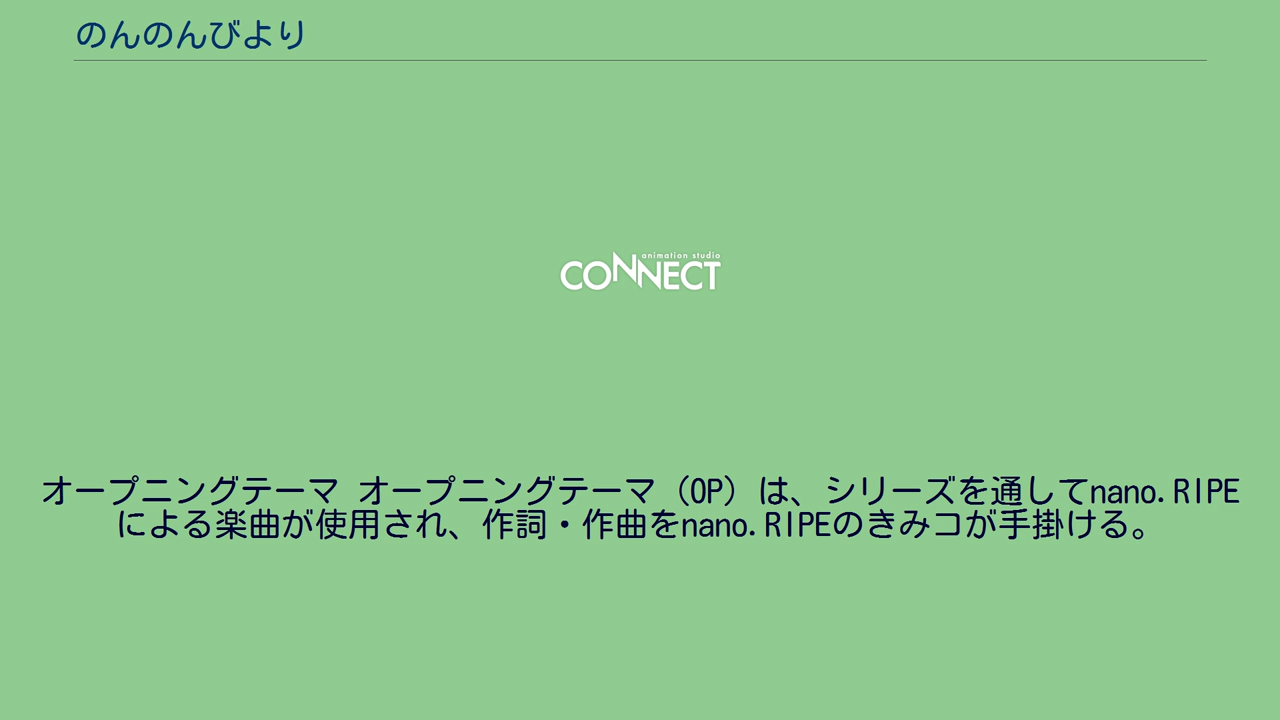 のんのんびより
animation studio
CONNECT
オープニングテーマ オープニングテーマ（OP）は、シリーズを通してnano.RIPE
による楽曲が使用され、作詞・作曲をnano.RIPEのきみコが手掛ける。